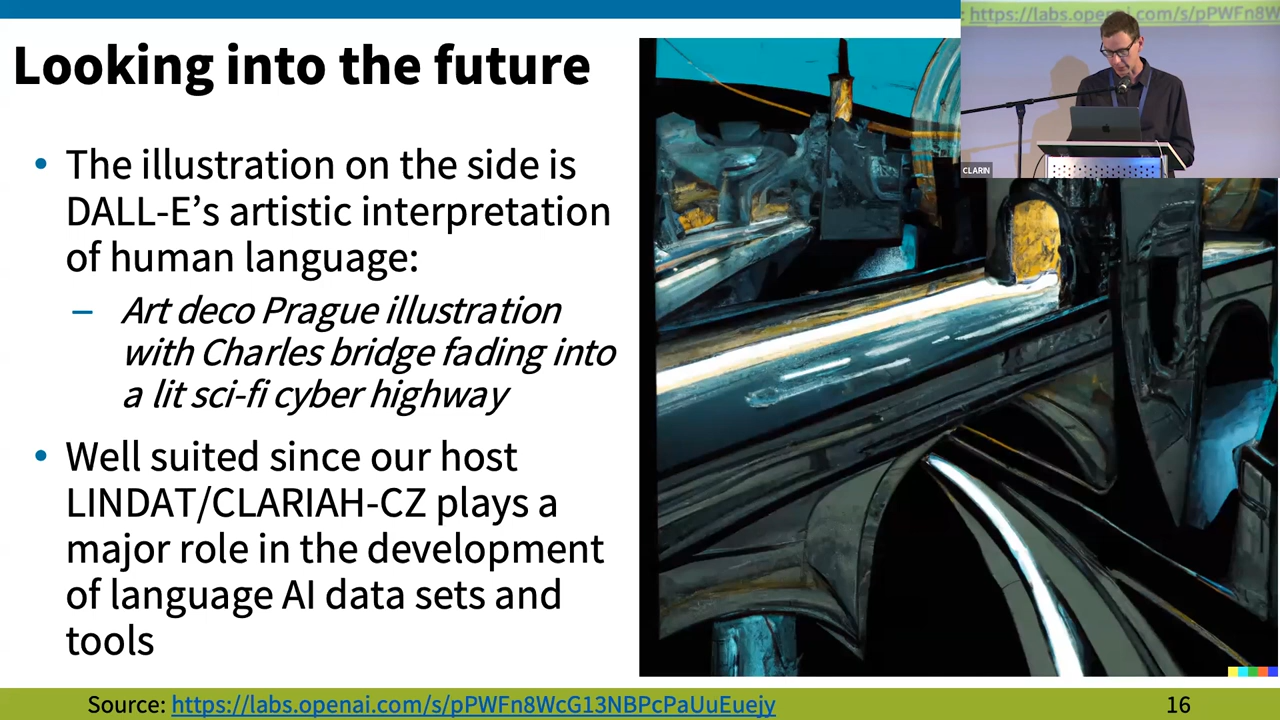 Looking into the future
• The illustration on the side is
DALL-E’s artistic interpretation
of human language:
– Art deco Prague illustration
with Charles bridge fading into
a lit sci-fi cyber highway
• Well suited since our host
LINDAT/CLARIAH-CZ plays a
major role in the development
of language AI data sets and
tools
: https://labs.openai.com/s/pPWFn8W
CLARIN
Source: https://labs.openai.com/s/pPWFn8WcG13NBPcPaUuEuejy
16